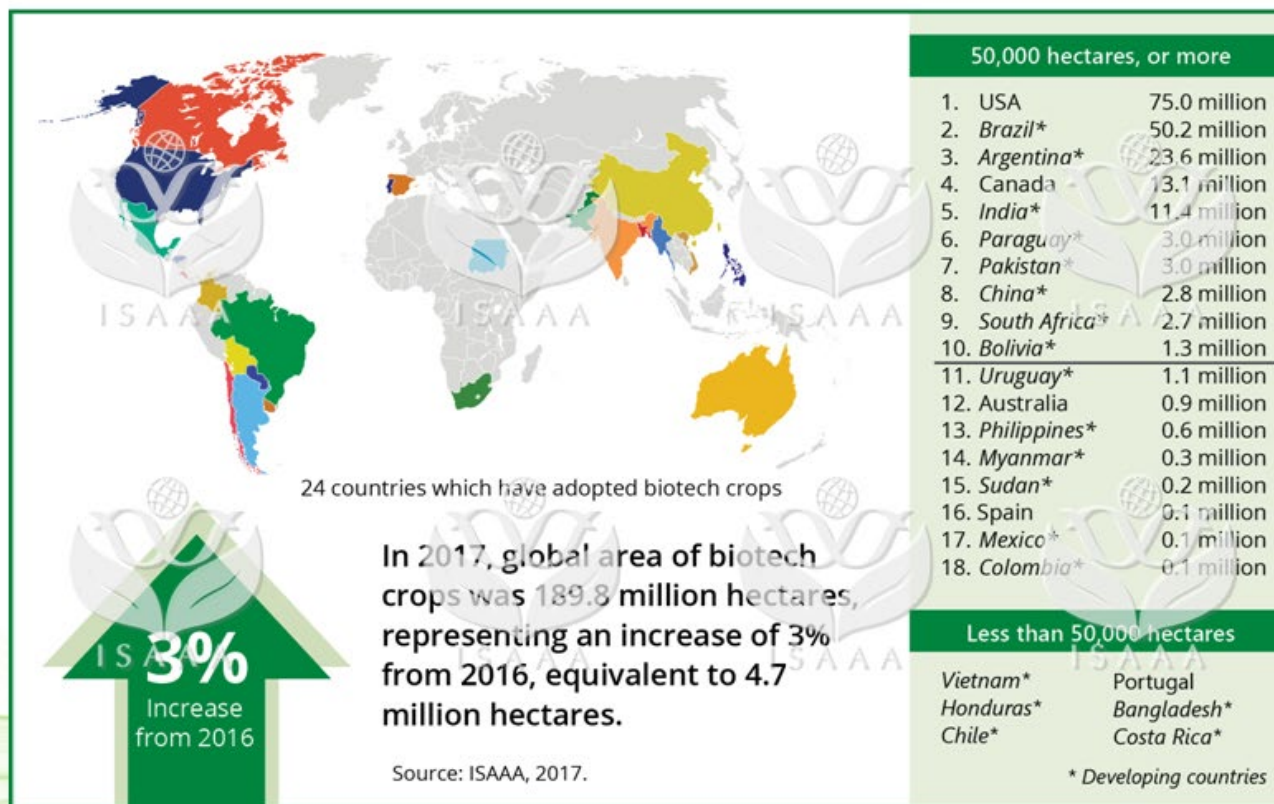 50,000 hectares, or more
1. USA 75.0 million
2. Brazil* 50.2 million
3. Argentina* 23.6 million
4. Canada 13.1 million
5. India* 11.4 million
6. Paraguay* 3.0 million
7. Pakistan* 3.0 million
8. China* 2.8 million
9. South Africa* 2.7 million
10. Bolivia* 1.3 million
11. Uruguay* 1.1 million
12. Australia 0.9 million
13. Philippines* 0.6 million
14. Myanmar* 0.3 million
15. Sudan* 0.2 million
16. Spain 0.1 million
17. Mexico* 0.1 million
18. Colombia* 0.1 million
Less than 50,000 hectares
Vietnam* Portugal
Honduras* Bangladesh*
Chile* Costa Rica*
* Developing countries
24 countries which have adopted biotech crops
3%
Increase
from 2016
In 2017, global area of biotech
crops was 189.8 million hectares,
representing an increase of 3%
from 2016, equivalent to 4.7
million hectares.
Source: ISAAA, 2017.
ISAAA
ISAAA
ISAAA
ISAAA
ISAAA
ISAAA
ISAAA
ISAAA